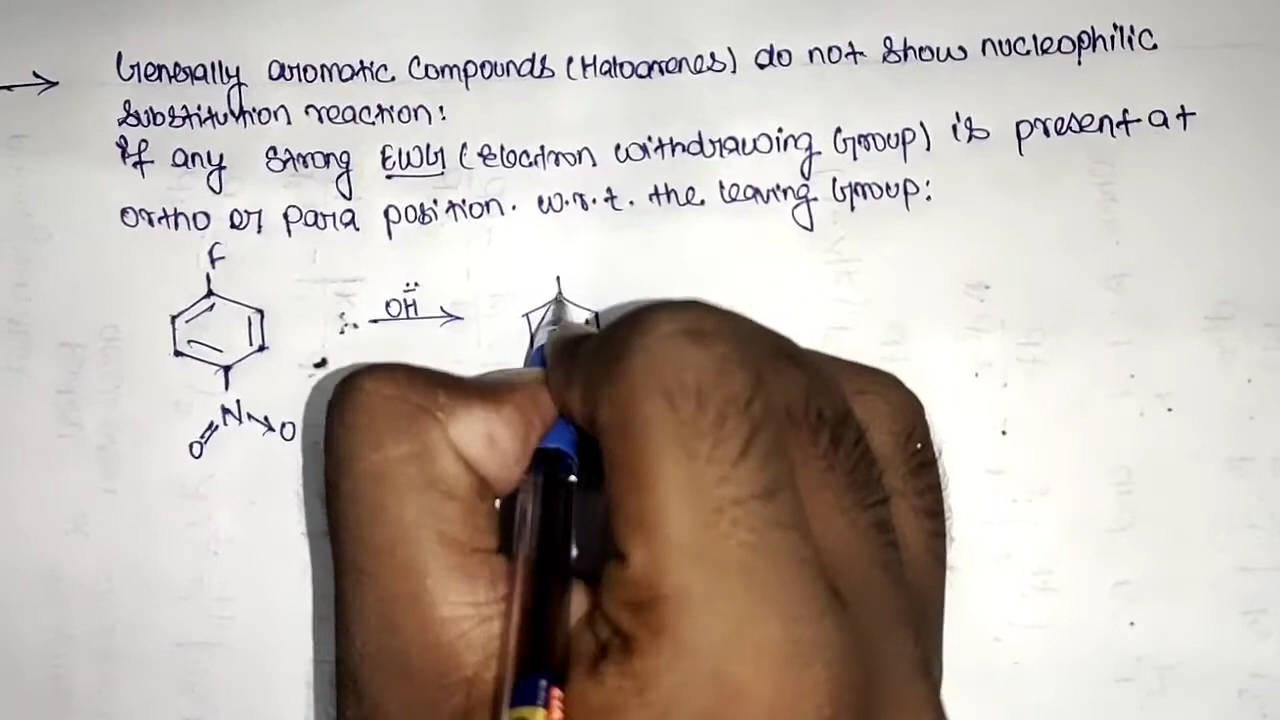 Generally aromatic Compounds (Haloarenes) do not show nucleophilic
Substitution reaction:
If any strong EWG (electron withdrawing Group) is present at
ortho or para position. w.r.t. the leaving Group:
F
OH
N
O
O